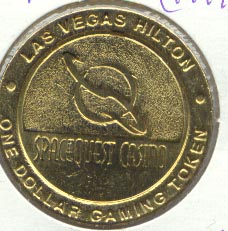 LAS VEGAS HILTON
SPACEQUEST CASINO
ONE DOLLAR GAMING TOKEN